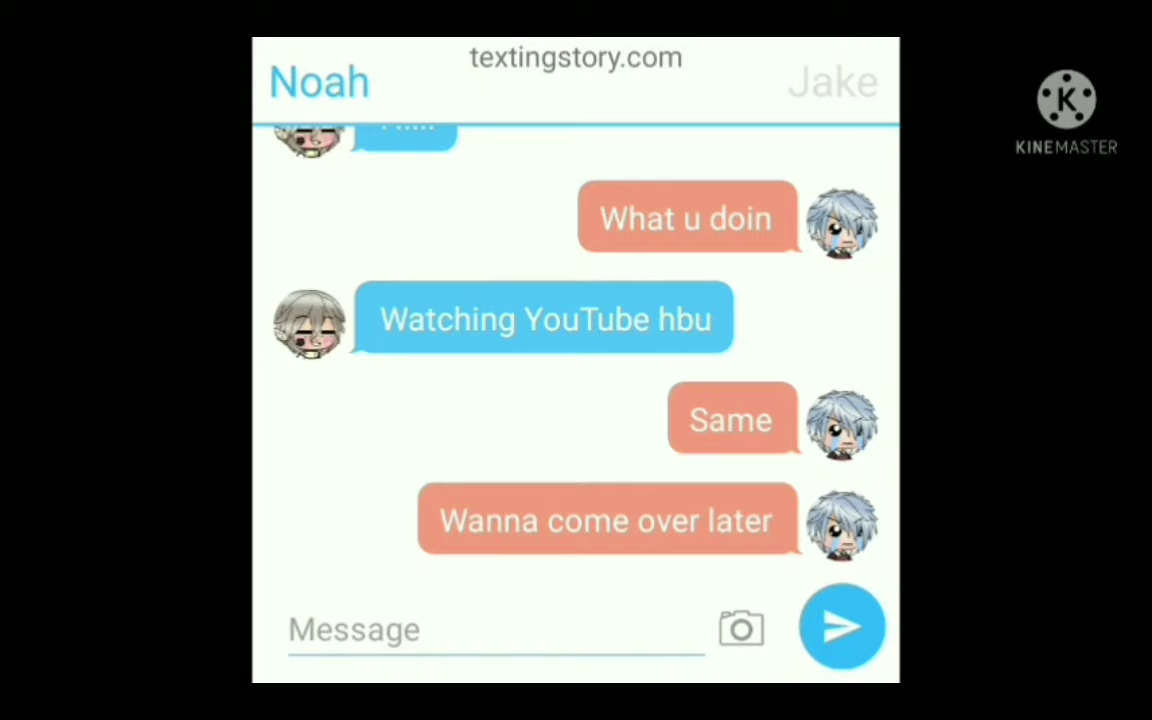 textingstory.com
Noah
Jake
What u doin
Watching YouTube hbu
Same
Wanna come over later
Message
K
KINEMASTER